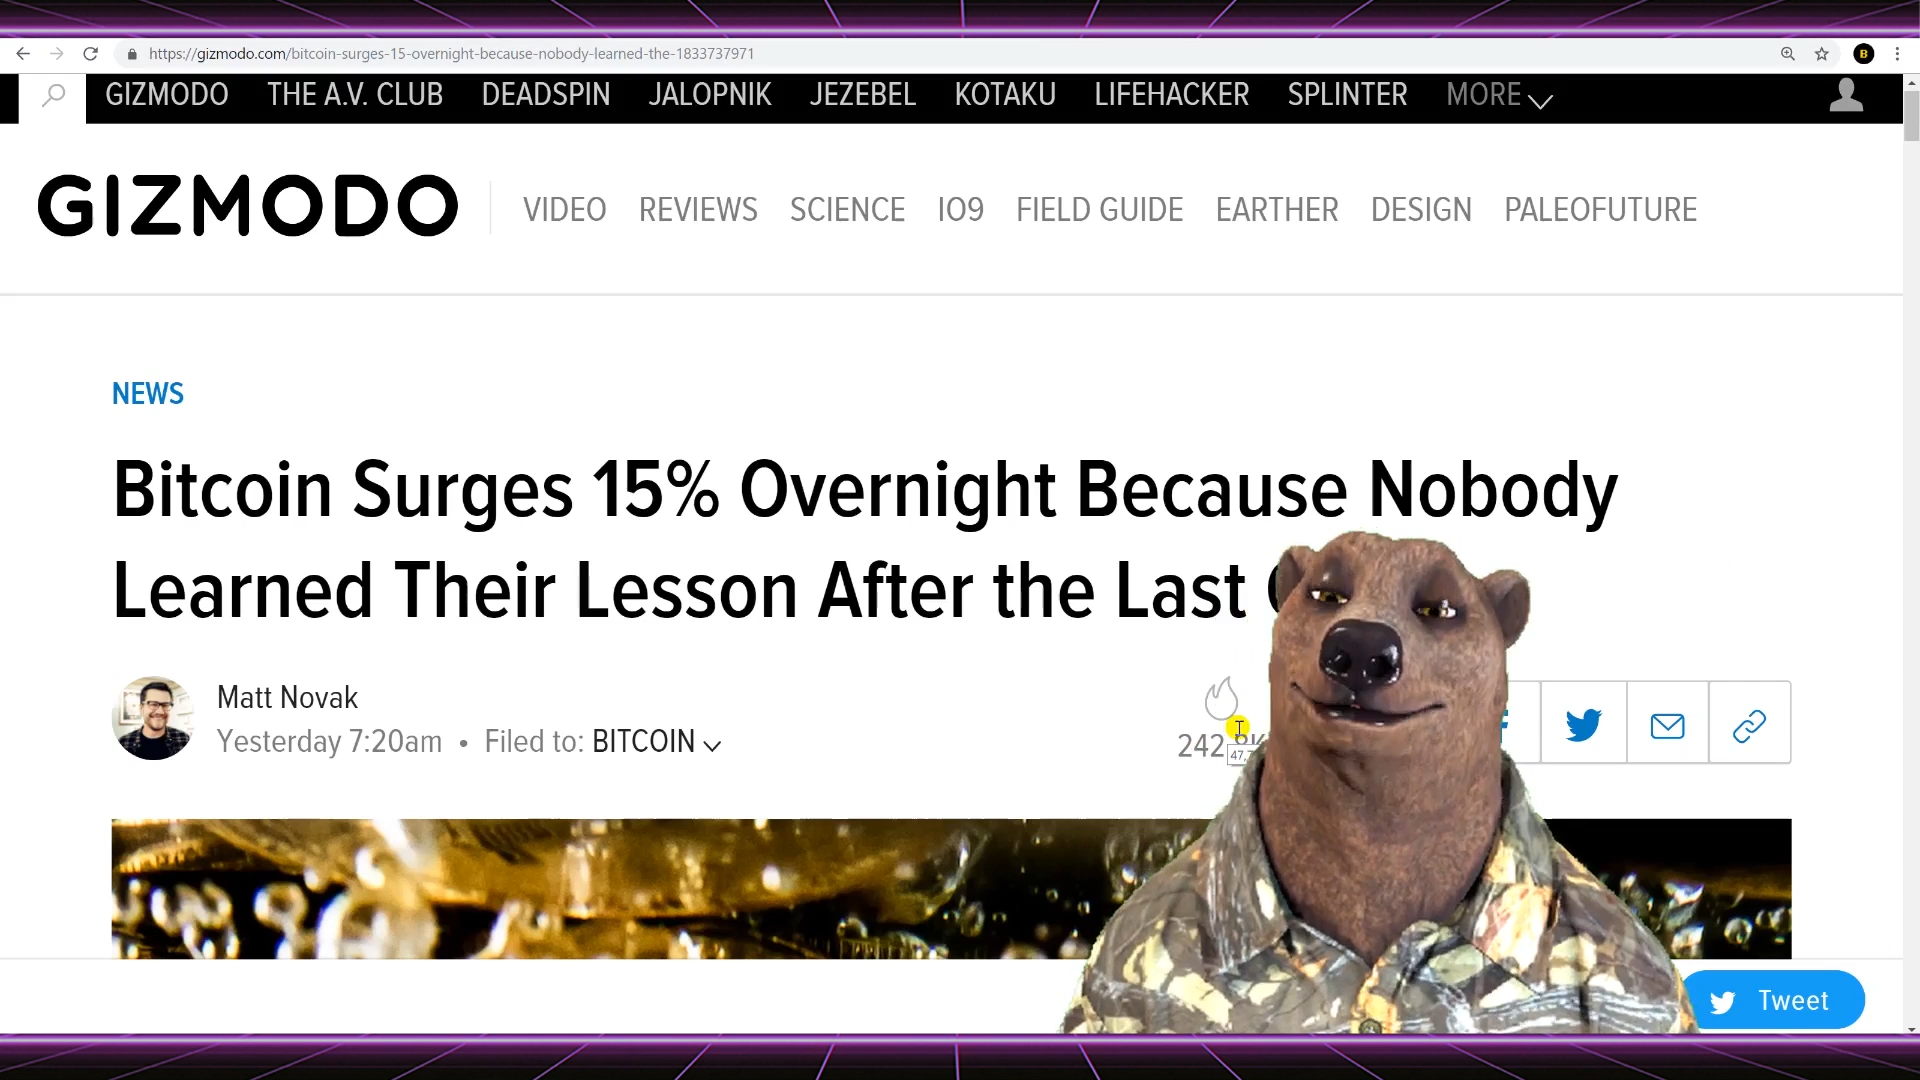 https://gizmodo.com/bitcoin-surges-15-overnight-because-nobody-learned-the-1833737971
B
GIZMODO THE A.V. CLUB DEADSPIN JALOPNIK JEZEBEL KOTAKU LIFEHACKER SPLINTER MORE
GIZMODO VIDEO REVIEWS SCIENCE IO9 FIELD GUIDE EARTHER DESIGN PALEOFUTURE
NEWS
Bitcoin Surges 15% Overnight Because Nobody
Learned Their Lesson After the Last
Matt Novak
Yesterday 7:20am • Filed to: BITCOIN
Tweet